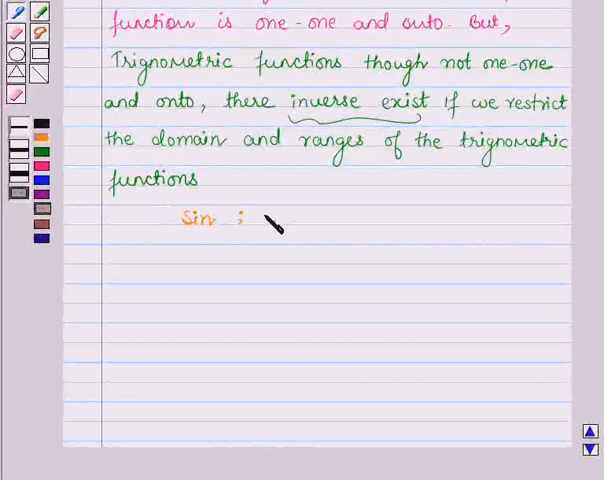 function is one-one and onto. But,
Trignometric functions though not one-one
and onto, there inverse exist If we restrict
the domain and ranges of the trignometric
functions
Sin :